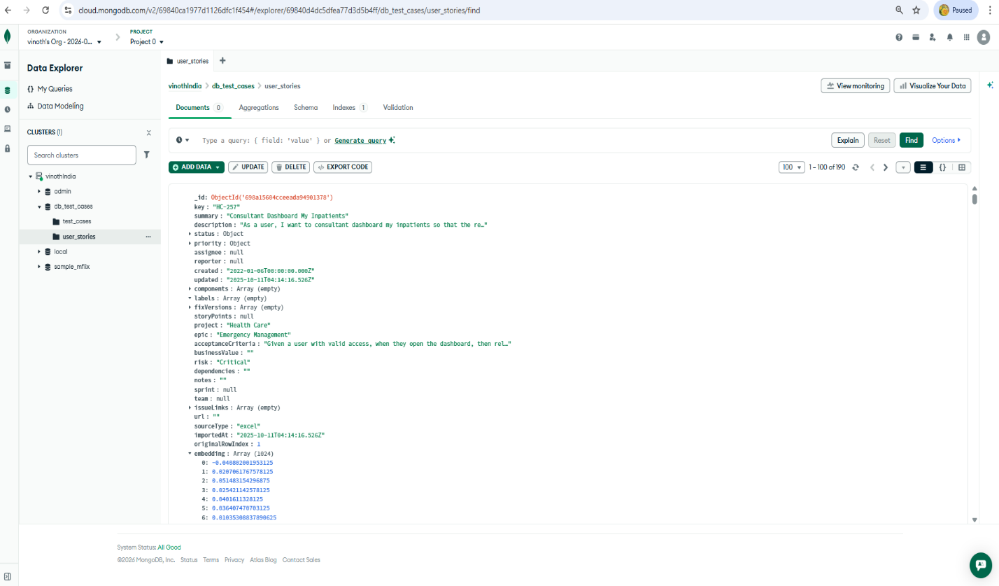 cloud.mongodb.com/v2/69840ca1977d1126dfc1f454#/explorer/69840d4dc5dfea77d3d5b4ff/db_test_cases/user_stories/find
Paused
ORGANIZATION
vinoth's Org - 2026-0...
PROJECT
Project 0
Data Explorer
{} My Queries
Data Modeling
CLUSTERS (1)
Search clusters
vinothIndia
admin
db_test_cases
test_cases
user_stories
local
sample_mflix
user_stories
vinothIndia > db_test_cases > user_stories
View monitoring
Visualize Your Data
Documents 0
Aggregations
Schema
Indexes 1
Validation
Type a query: { field: 'value' } or Generate query
Explain
Reset
Find
Options
ADD DATA
UPDATE
DELETE
EXPORT CODE
100
1 – 100 of 190
{}
_id: ObjectId('698a15604cceeada94901378')
key : "HC-257"
summary : "Consultant Dashboard My Inpatients"
description : "As a user, I want to consultant dashboard my inpatients so that the re…"
status : Object
priority : Object
assignee : null
reporter : null
created : "2022-01-06T00:00:00.000Z"
updated : "2025-10-11T04:14:16.526Z"
components : Array (empty)
labels : Array (empty)
fixVersions : Array (empty)
storyPoints : null
project : "Health Care"
epic : "Emergency Management"
acceptanceCriteria : "Given a user with valid access, when they open the dashboard, then rel…"
businessValue : ""
risk : "Critical"
dependencies : ""
notes : ""
sprint : null
team : null
issueLinks : Array (empty)
url : ""
sourceType : "excel"
importedAt : "2025-10-11T04:14:16.526Z"
originalRowIndex : 1
embedding : Array (1024)
0: -0.040802001953125
1: 0.0207061767578125
2: 0.051483154296875
3: 0.025421142578125
4: 0.0401611328125
5: 0.036407470703125
6: 0.01035308837890625
System Status: All Good
©2026 MongoDB, Inc. Status Terms Privacy Atlas Blog Contact Sales